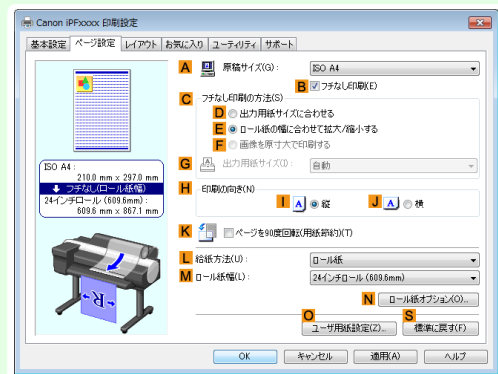 Canon iPFxxxx 印刷設定
基本設定 ページ設定 レイアウト お気に入り ユーティリティ サポート
A 原稿サイズ(G): ISO A4
B フチなし印刷(E)
C フチなし印刷の方法(S)
D 出力用紙サイズに合わせる
E ロール紙の幅に合わせて拡大/縮小する
F 画像を原寸大で印刷する
G 出力用紙サイズ(I): 自動
ISO A4 :
210.0 mm x 297.0 mm
フチなし(ロール紙幅)
24インチロール (609.6mm) :
609.6 mm x 867.1 mm
H 印刷の向き(N)
I A 縦 J A 横
K ページを90度回転(用紙節約)(T)
L 給紙方法(U): ロール紙
M ロール紙幅(L): 24インチロール (609.6mm)
N ロール紙オプション(O)...
O ユーザ用紙設定(Z)... S 標準に戻す(F)
R
OK キャンセル 適用(A) ヘルプ